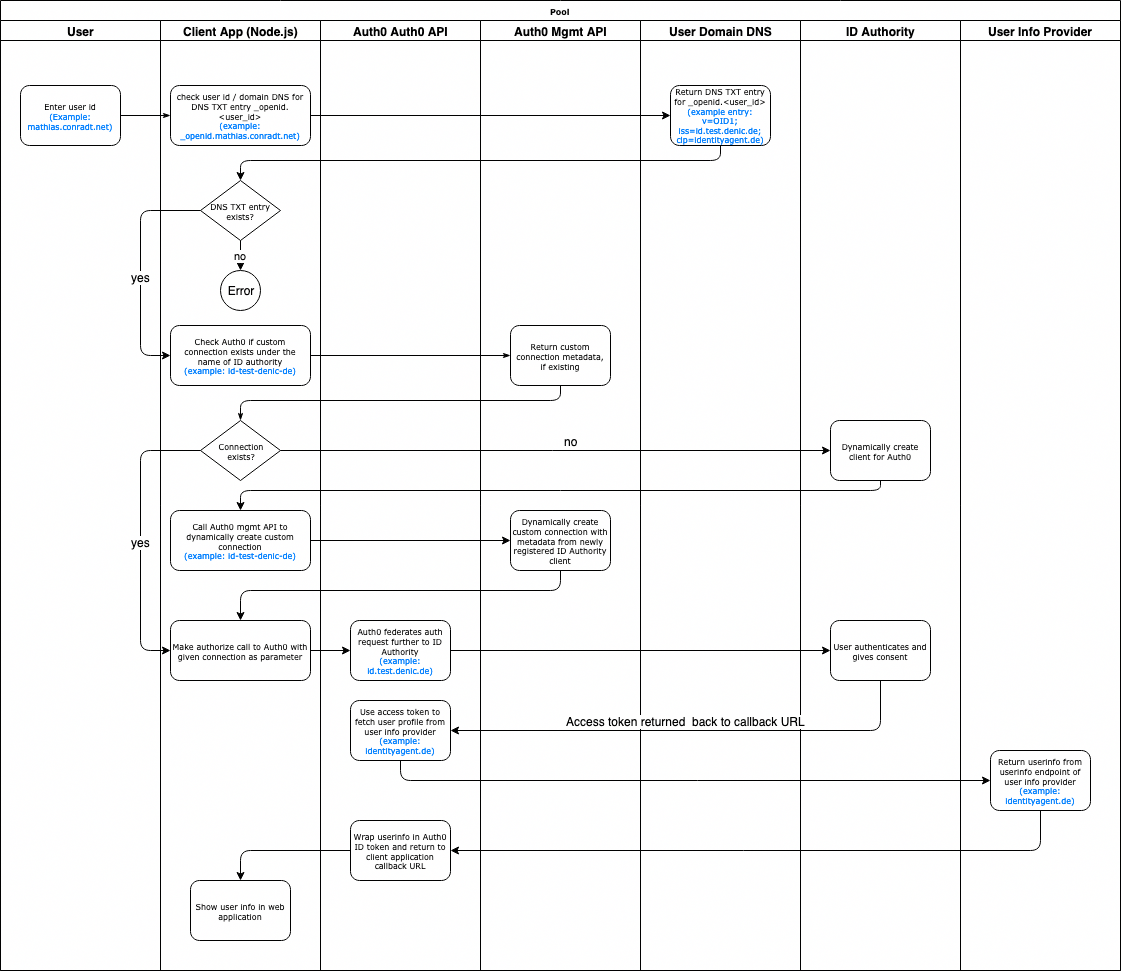 Pool
User
Client App (Node.js)
Auth0 Auth0 API
Auth0 Mgmt API
User Domain DNS
ID Authority
User Info Provider
Enter user id
(Example:
mathias.conradt.net)
check user id / domain DNS for
DNS TXT entry _openid.
<user_id>
(example:
_openid.mathias.conradt.net)
Return DNS TXT entry
for _openid.<user_id>
(example entry:
v=OID1;
iss=id.test.denic.de;
clp=identityagent.de)
DNS TXT entry
exists?
no
Error
yes
Check Auth0 if custom
connection exists under the
name of ID authority
(example: id-test-denic-de)
Return custom
connection metadata,
if existing
Connection
exists?
no
Dynamically create
client for Auth0
yes
Call Auth0 mgmt API to
dynamically create custom
connection
(example: id-test-denic-de)
Dynamically create
custom connection with
metadata from newly
registered ID Authority
client
Make authorize call to Auth0 with
given connection as parameter
Auth0 federates auth
request further to ID
Authority
(example:
id.test.denic.de)
User authenticates and
gives consent
Use access token to
fetch user profile from
user info provider
(example:
identityagent.de)
Access token returned  back to callback URL
Return userinfo from
userinfo endpoint of
user info provider
(example:
identityagent.de)
Wrap userinfo in Auth0
ID token and return to
client application
callback URL
Show user info in web
application